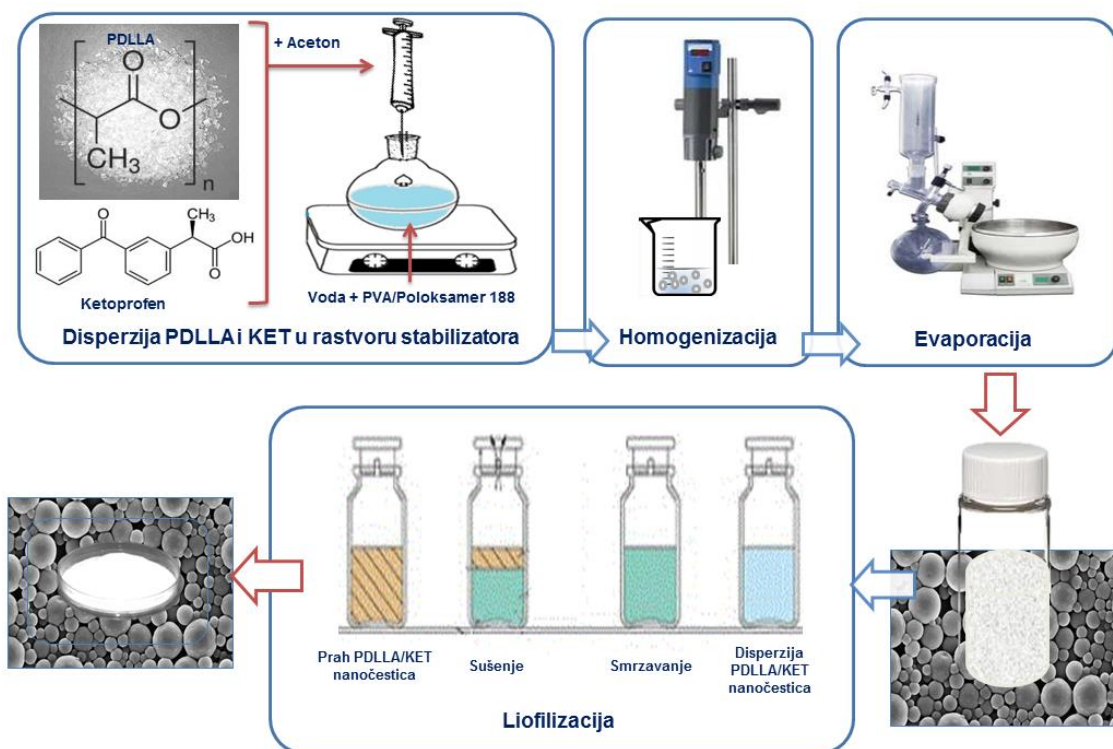 PDLLA
O
O
CH3
n
+ Aceton
O
CH3
OH
O
Ketoprofen
Voda + PVA/Poloksamer 188
Disperzija PDLLA i KET u rastvoru stabilizatora
Homogenizacija
Evaporacija
Prah PDLLA/KET
nanočestica
Sušenje
Smrzavanje
Disperzija
PDLLA/KET
nanočestica
Liofilizacija